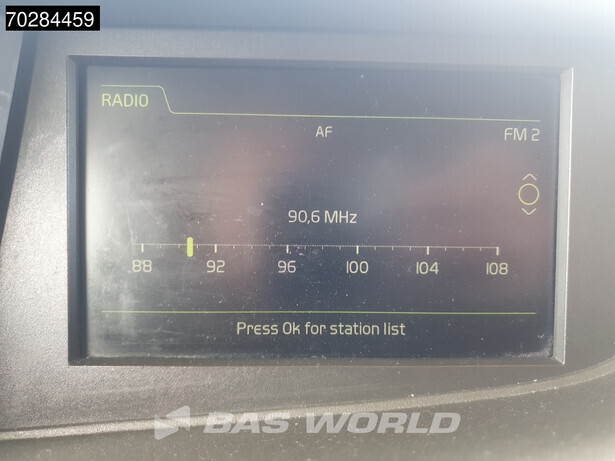 70284459
RADIO
AF
FM 2
90,6 MHz
88 92 96 100 104 108
Press Ok for station list
BAS WORLD